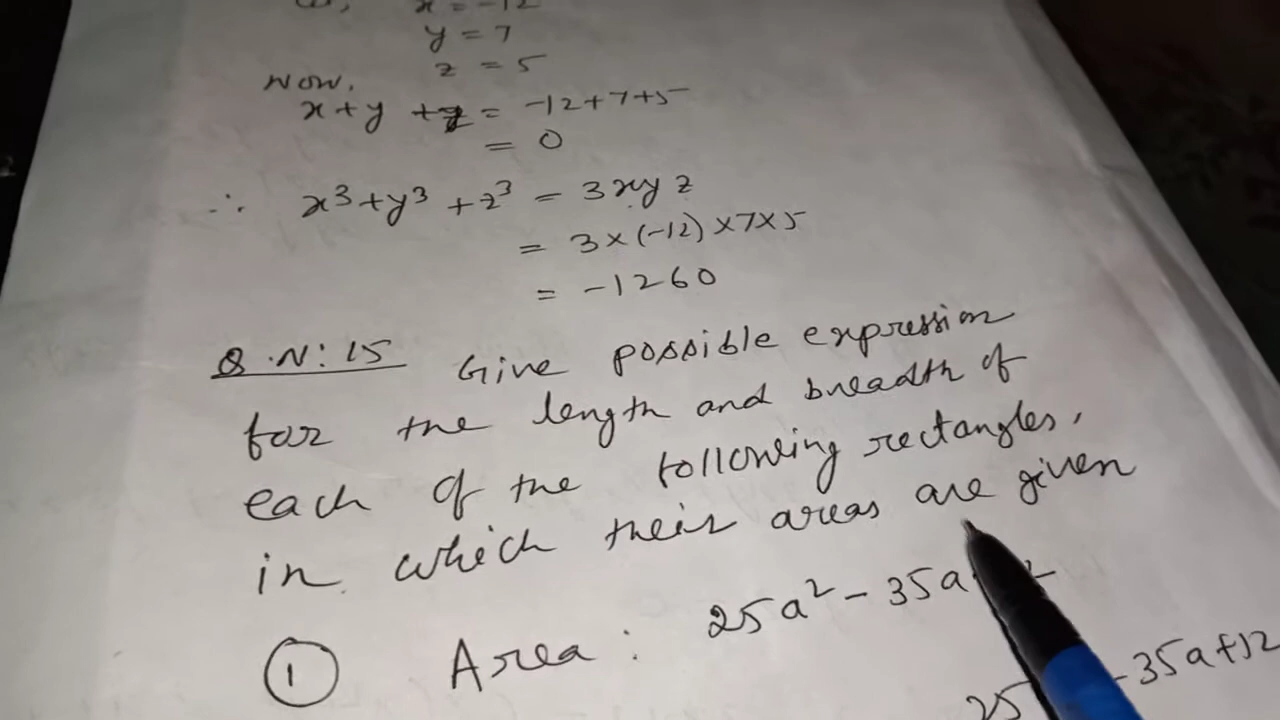 x = -12
y = 7
z = 5
Now,
x + y + z = -12+7+5
= 0
∴ x³+y³+z³ = 3xyz
= 3×(-12)×7×5
= -1260
Q.N: 15 Give possible expression
for the length and breadth of
each of the following rectangles,
in which their areas are given
① Area: 25a² - 35a
25 -35a+12